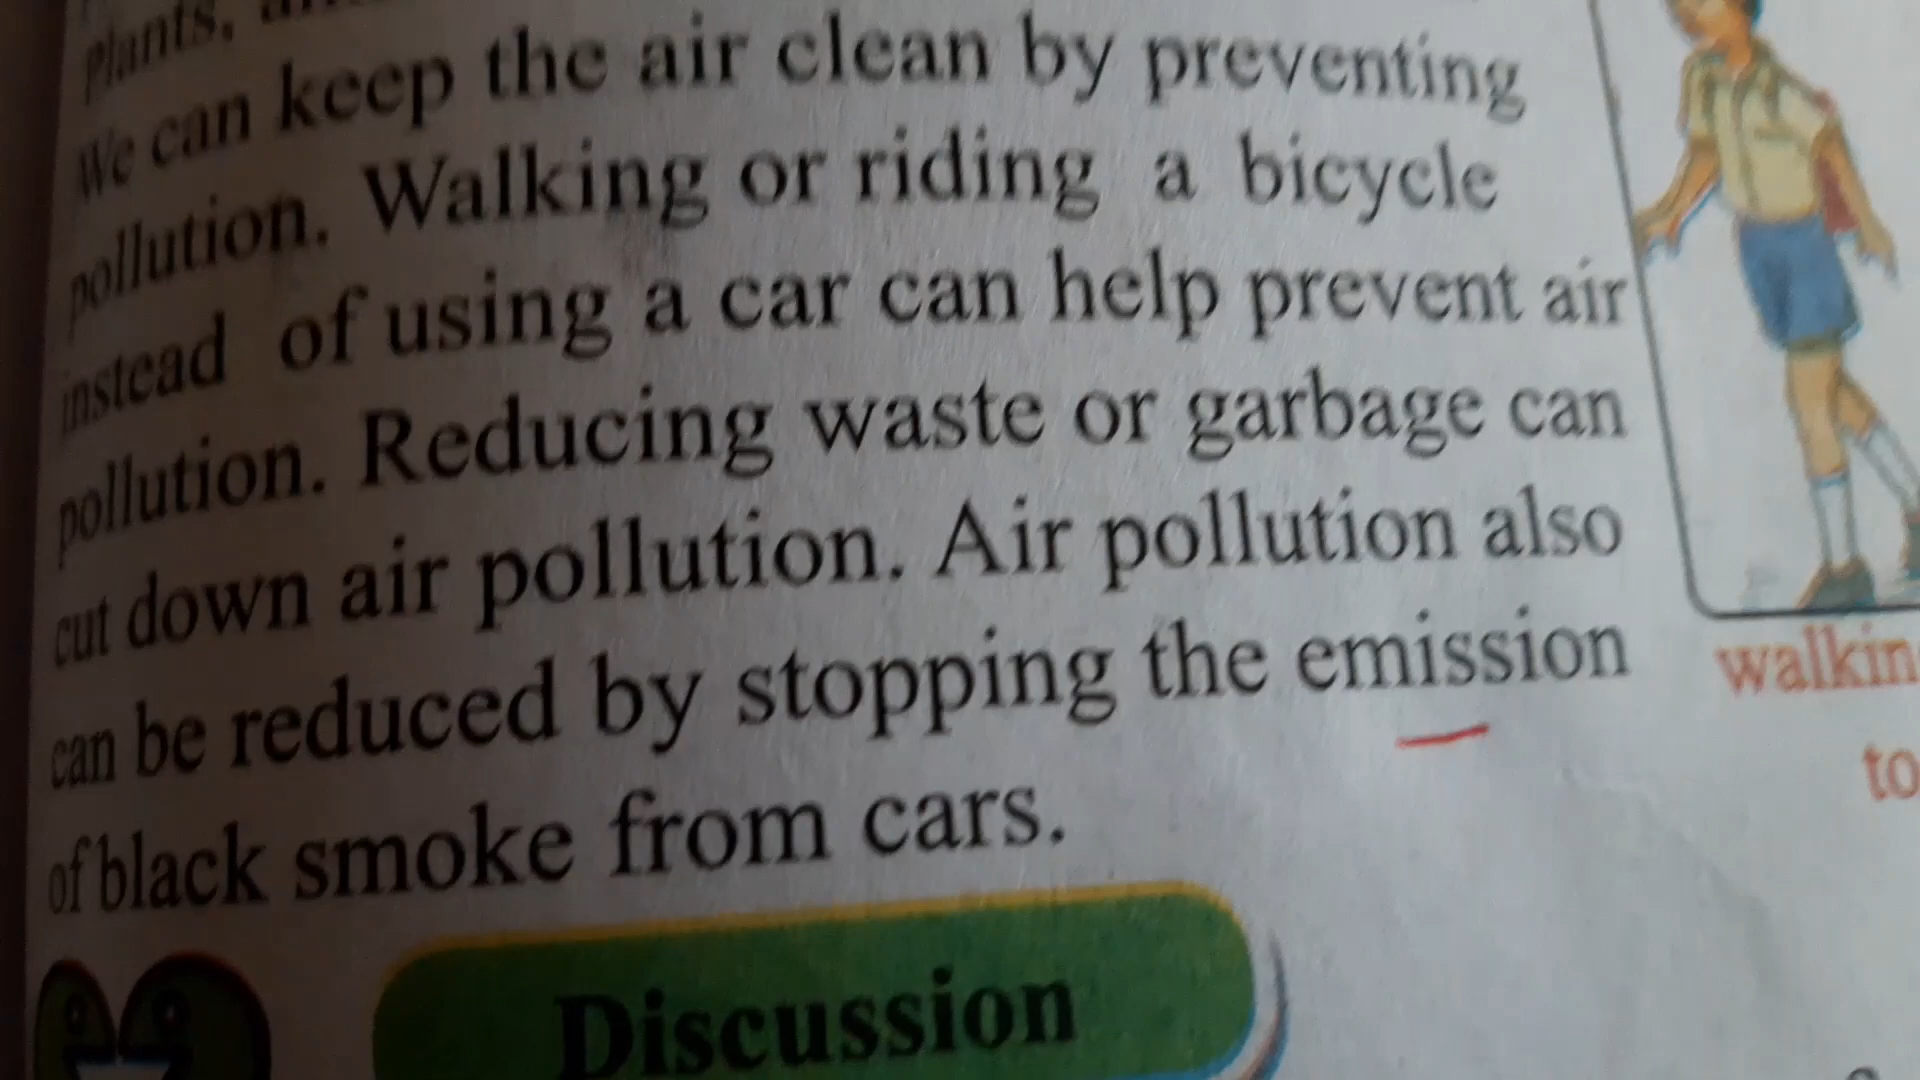 plants,
We can keep the air clean by preventing
pollution. Walking or riding a bicycle
instead of using a car can help prevent air
pollution. Reducing waste or garbage can
cut down air pollution. Air pollution also
can be reduced by stopping the emission
of black smoke from cars.
walkin
to
Discussion